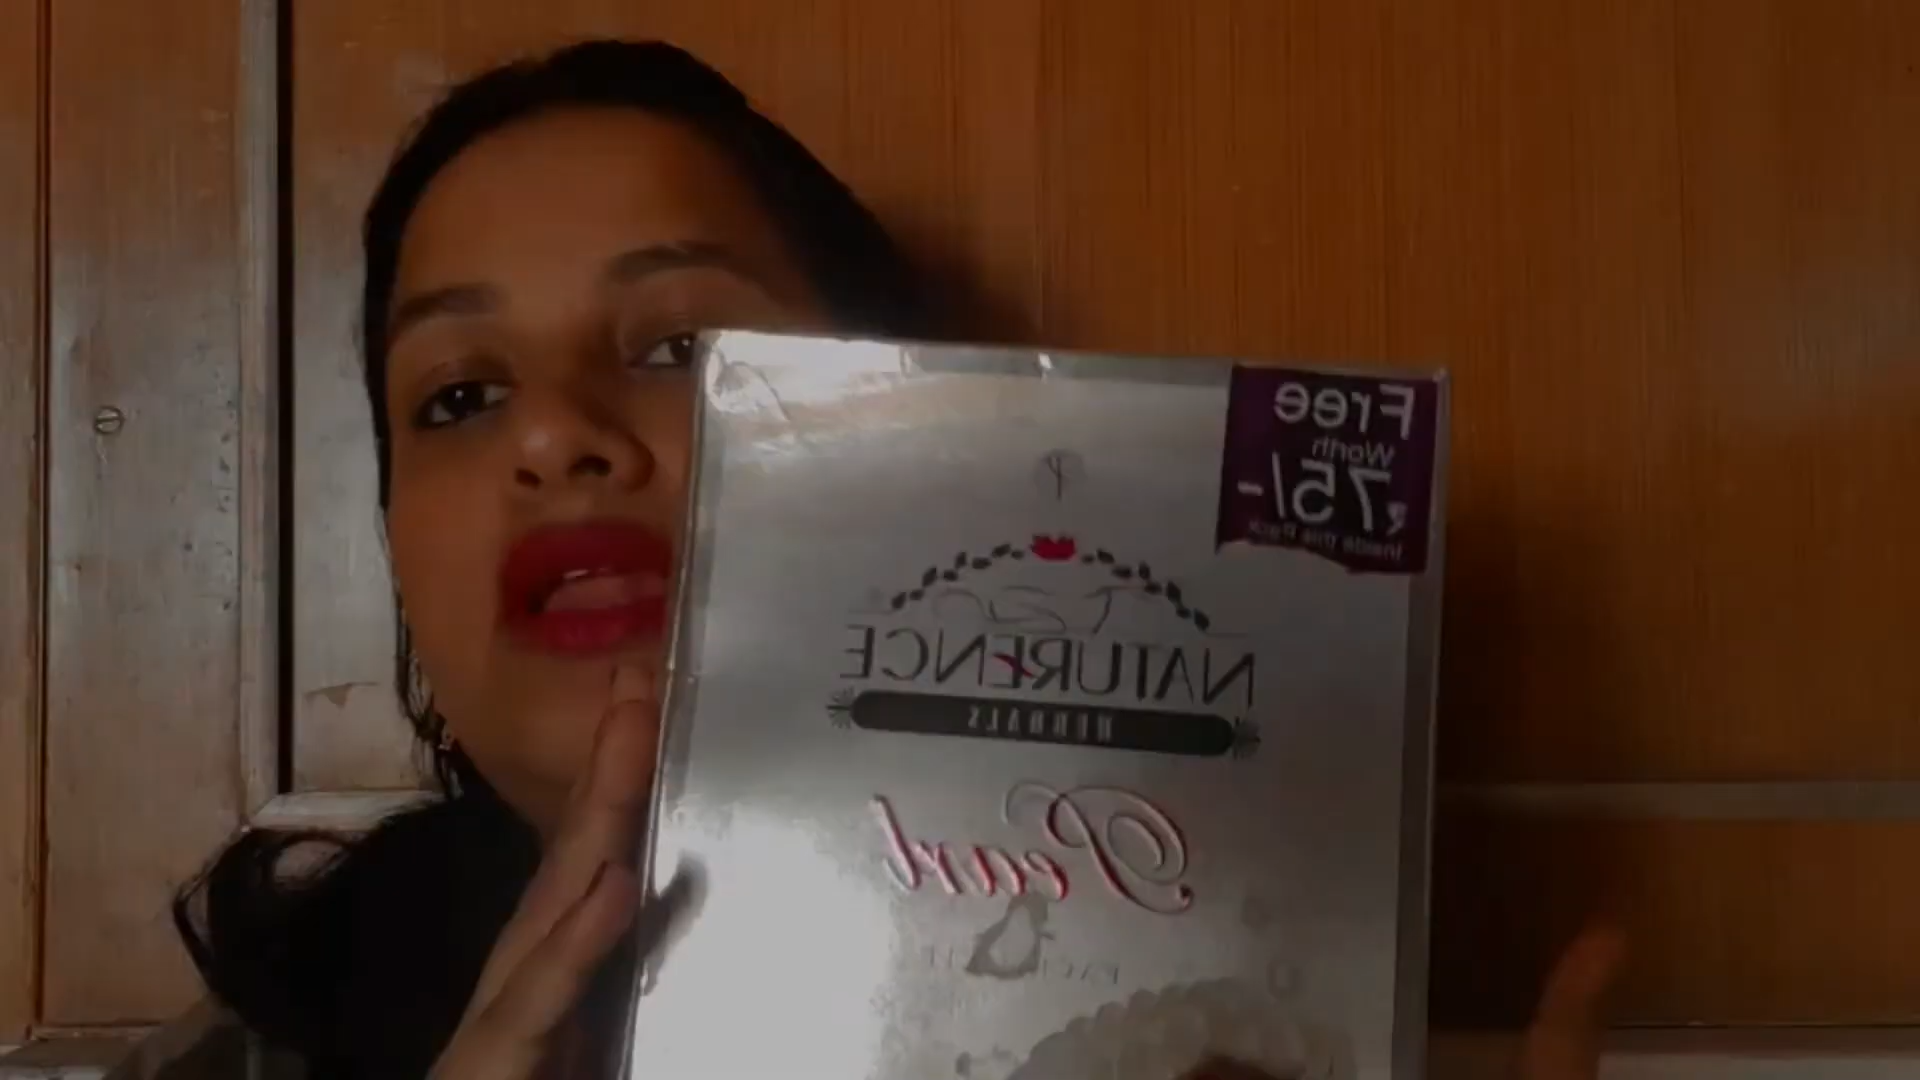 Free
Worth
₹75/-
Inside this Pack
NATURENCE
HERBALS
Pearl